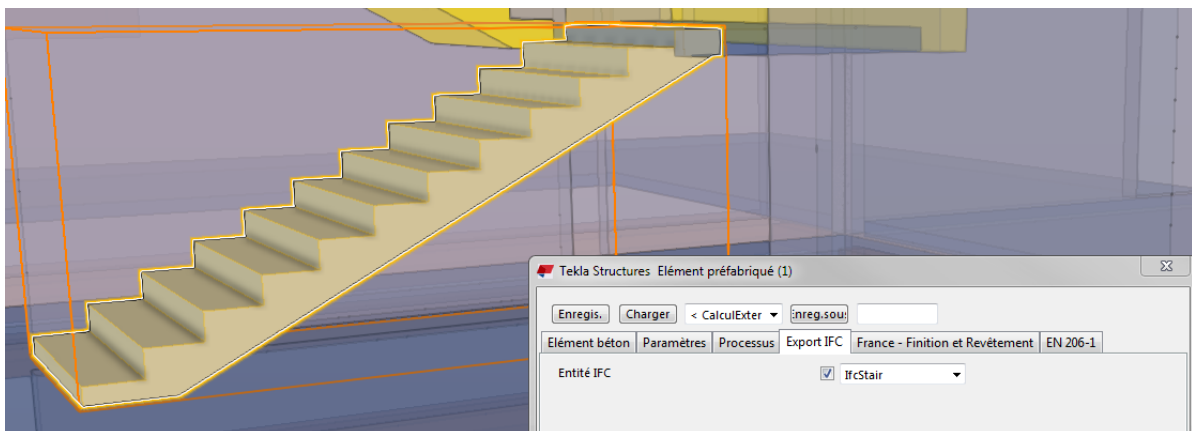 Tekla Structures Elément préfabriqué (1)
Enregis. Charger < CalculExter Enreg.sous
Elément béton Paramètres Processus Export IFC France - Finition et Revêtement EN 206-1
Entité IFC IfcStair